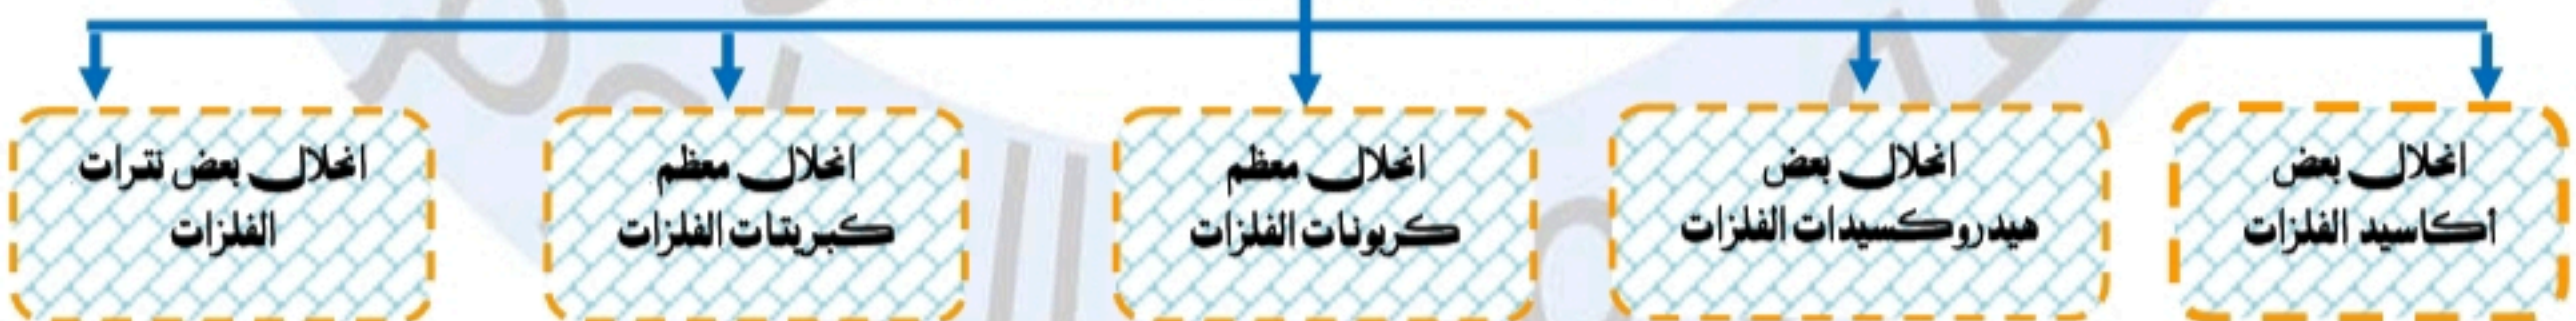 انحلال بعض
أكاسيد الفلزات
انحلال بعض
هيدروكسيدات الفلزات
انحلال معظم
كربونات الفلزات
انحلال معظم
كبريتات الفلزات
انحلال بعض نترات
الفلزات